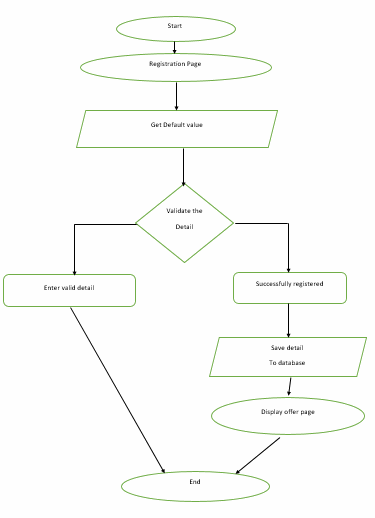 Start
Registration Page
Get Default value
Validate the
Detail
Enter valid detail
Successfully registered
Save detail
To database
Display offer page
End